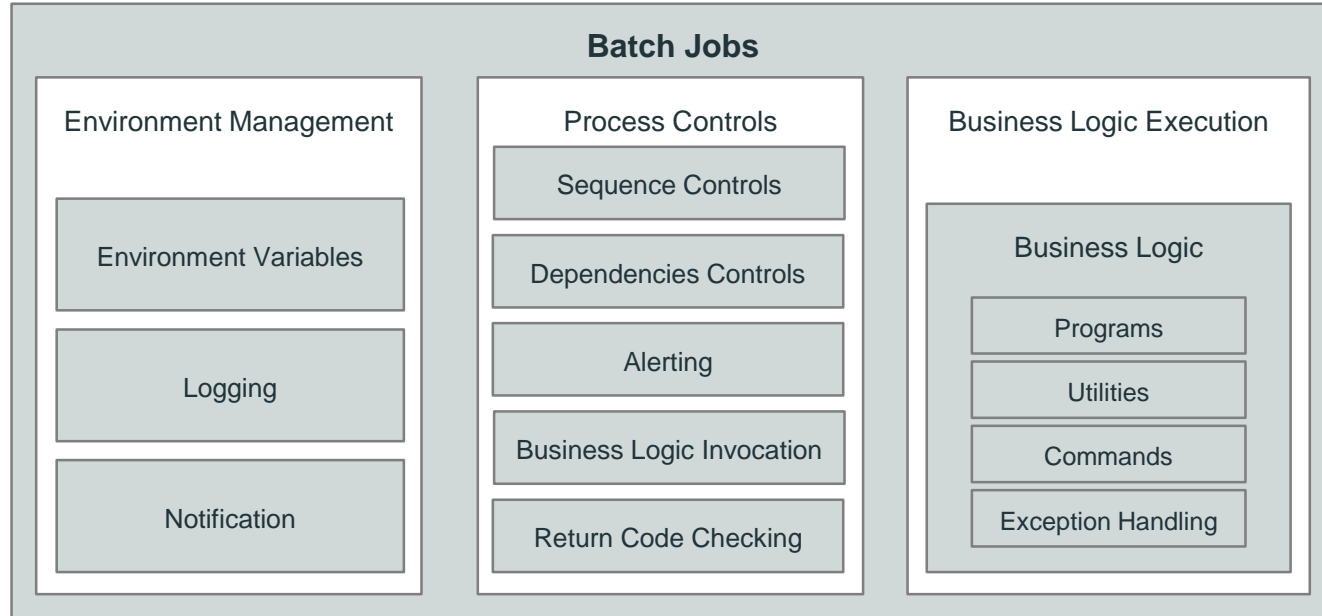 Batch Jobs
Environment Management
Environment Variables
Logging
Notification
Process Controls
Sequence Controls
Dependencies Controls
Alerting
Business Logic Invocation
Return Code Checking
Business Logic Execution
Business Logic
Programs
Utilities
Commands
Exception Handling